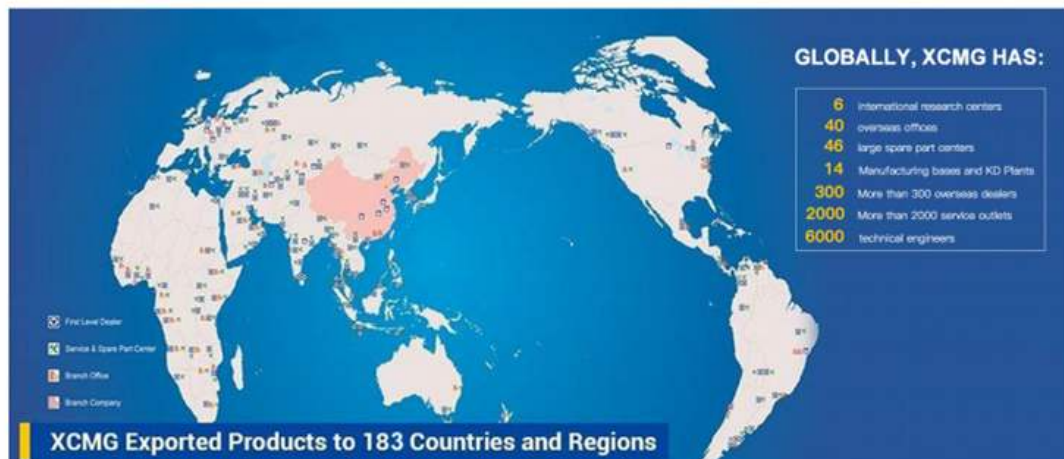 GLOBALLY, XCMG HAS:
6 international research centers
40 overseas offices
46 large spare part centers
14 Manufacturing bases and KD Plants
300 More than 300 overseas dealers
2000 More than 2000 service outlets
6000 technical engineers
First Level Dealer
Service & Spare Part Center
Branch Office
Branch Company
XCMG Exported Products to 183 Countries and Regions